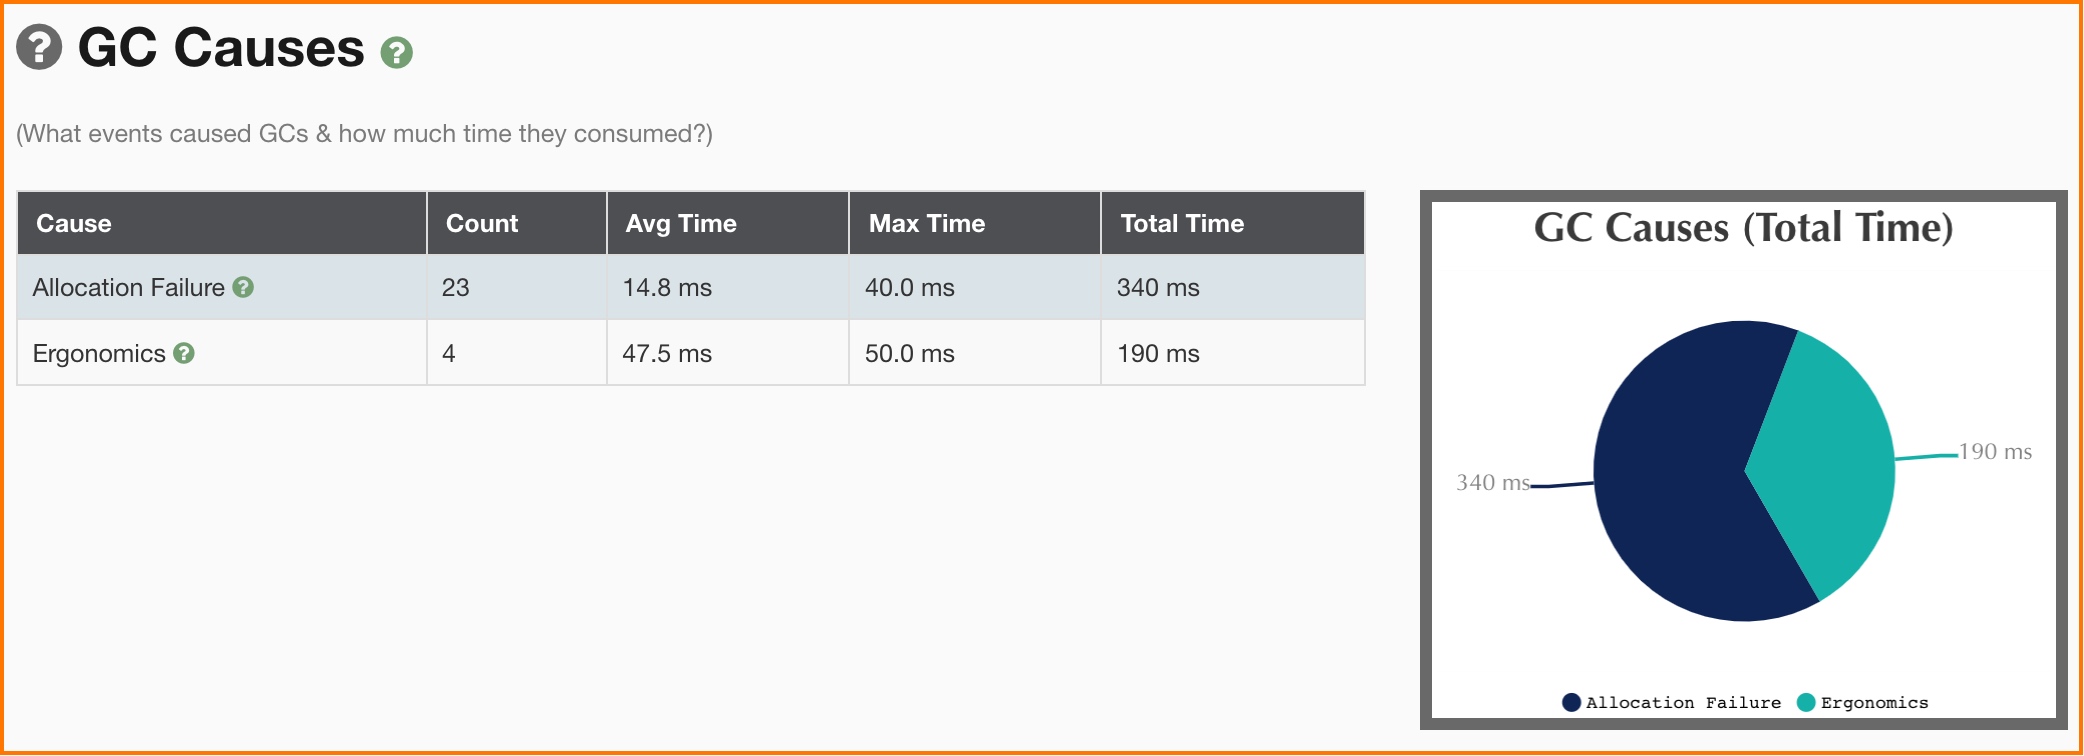 GC Causes
(What events caused GCs & how much time they consumed?)
Cause Count Avg Time Max Time Total Time
Allocation Failure 23 14.8 ms 40.0 ms 340 ms
Ergonomics 4 47.5 ms 50.0 ms 190 ms
GC Causes (Total Time)
190 ms
340 ms
Allocation Failure Ergonomics